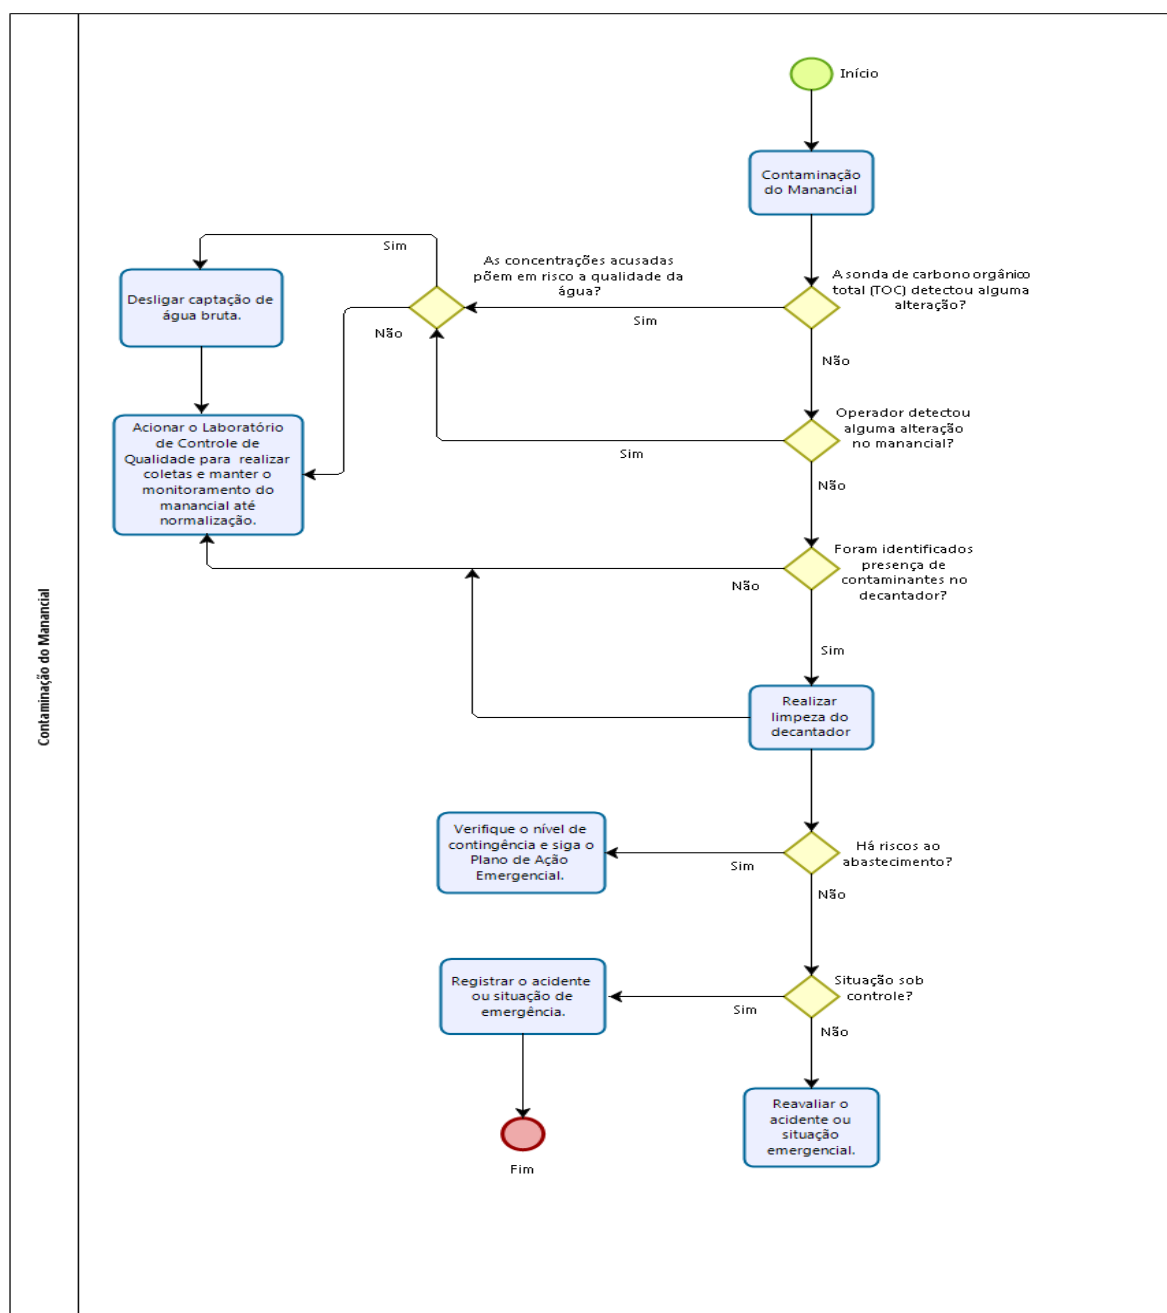 Início
Contaminação
do Manancial
Sim
As concentrações acusadas
põem em risco a qualidade da
água?
A sonda de carbono orgânico
total (TOC) detectou alguma
alteração?
Desligar captação de
água bruta.
Sim
Não
Não
Operador detectou
alguma alteração
no manancial?
Acionar o Laboratório
de Controle de
Qualidade para realizar
coletas e manter o
monitoramento do
manancial até
normalização.
Sim
Não
Foram identificados
presença de
contaminantes no
decantador?
Não
Sim
Contaminação do Manancial
Realizar
limpeza do
decantador
Verifique o nível de
contingência e siga o
Plano de Ação
Emergencial.
Há riscos ao
abastecimento?
Sim
Não
Registrar o acidente
ou situação de
emergência.
Situação sob
controle?
Sim
Não
Reavaliar o
acidente ou
situação
emergencial.
Fim